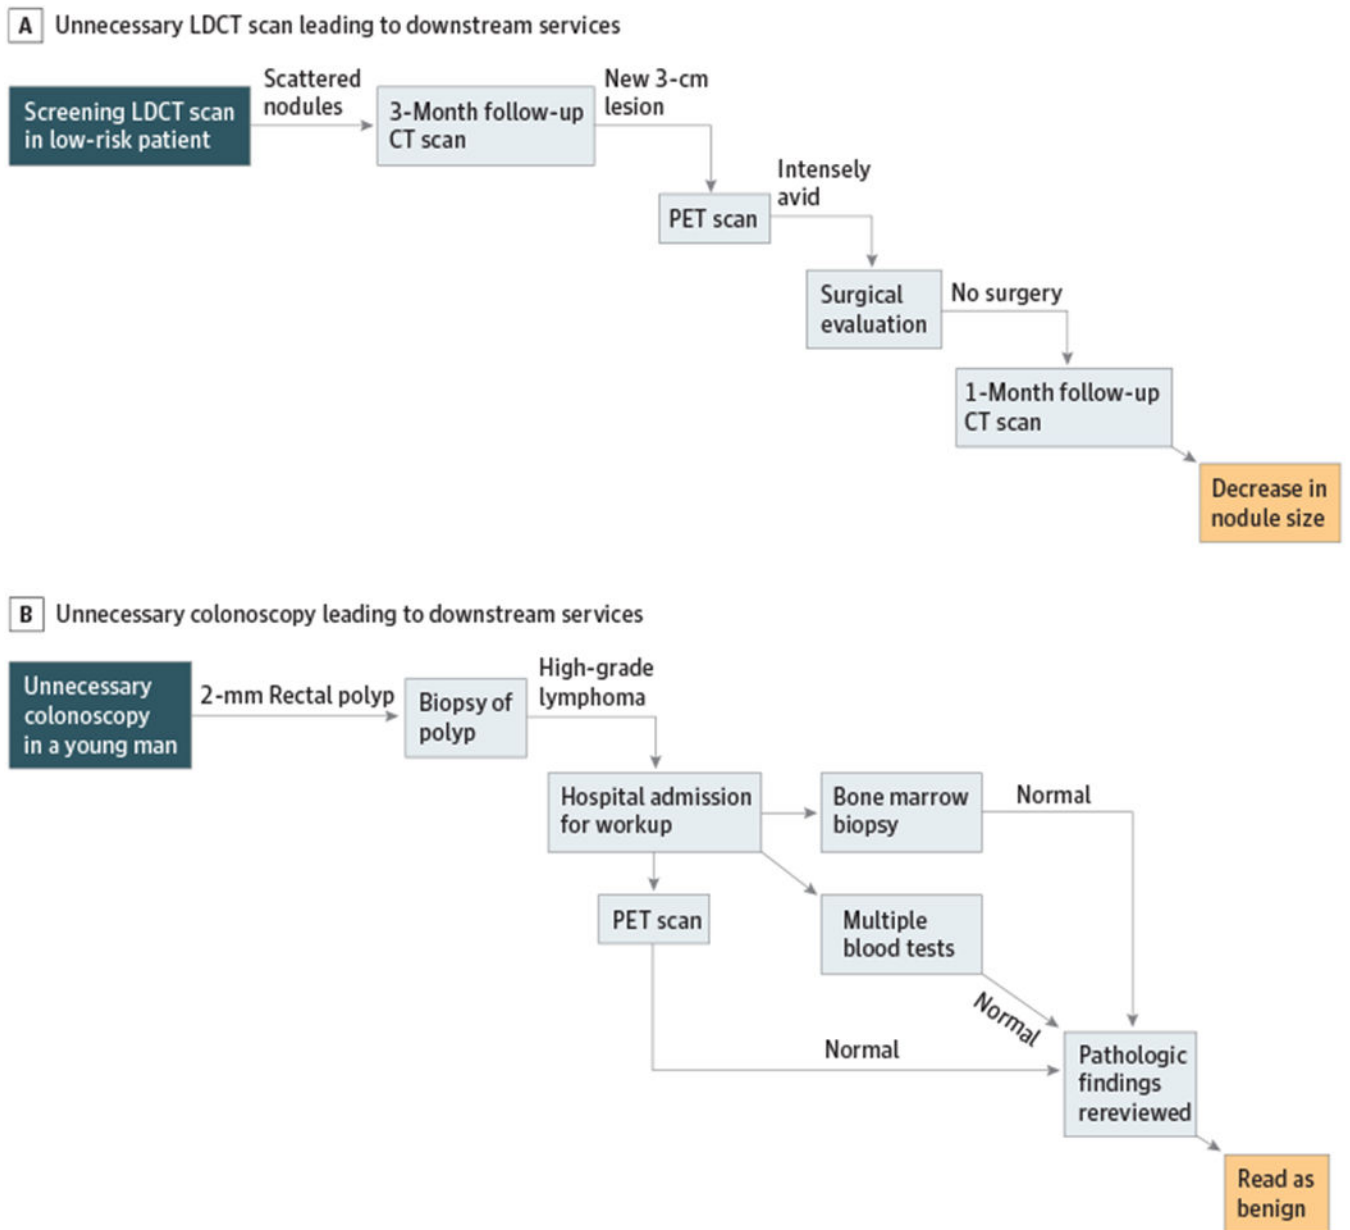 A Unnecessary LDCT scan leading to downstream services
Screening LDCT scan
in low-risk patient
Scattered
nodules
3-Month follow-up
CT scan
New 3-cm
lesion
PET scan
Intensely
avid
Surgical
evaluation
No surgery
1-Month follow-up
CT scan
Decrease in
nodule size
B Unnecessary colonoscopy leading to downstream services
Unnecessary
colonoscopy
in a young man
2-mm Rectal polyp
Biopsy of
polyp
High-grade
lymphoma
Hospital admission
for workup
Bone marrow
biopsy
Normal
PET scan
Multiple
blood tests
Normal
Normal
Pathologic
findings
rereviewed
Read as
benign